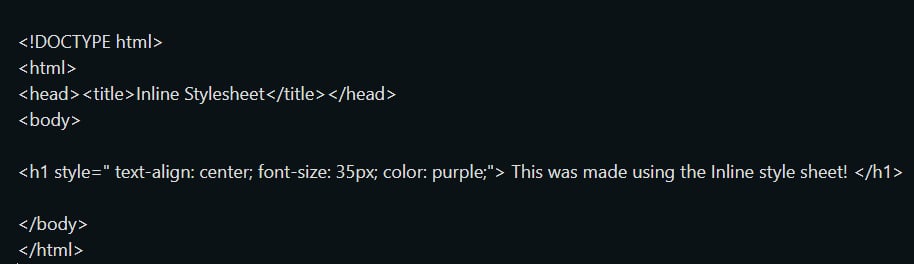 <!DOCTYPE html>
<html>
<head><title>Inline Stylesheet</title></head>
<body>
<h1 style=" text-align: center; font-size: 35px; color: purple;"> This was made using the Inline style sheet! </h1>
</body>
</html>